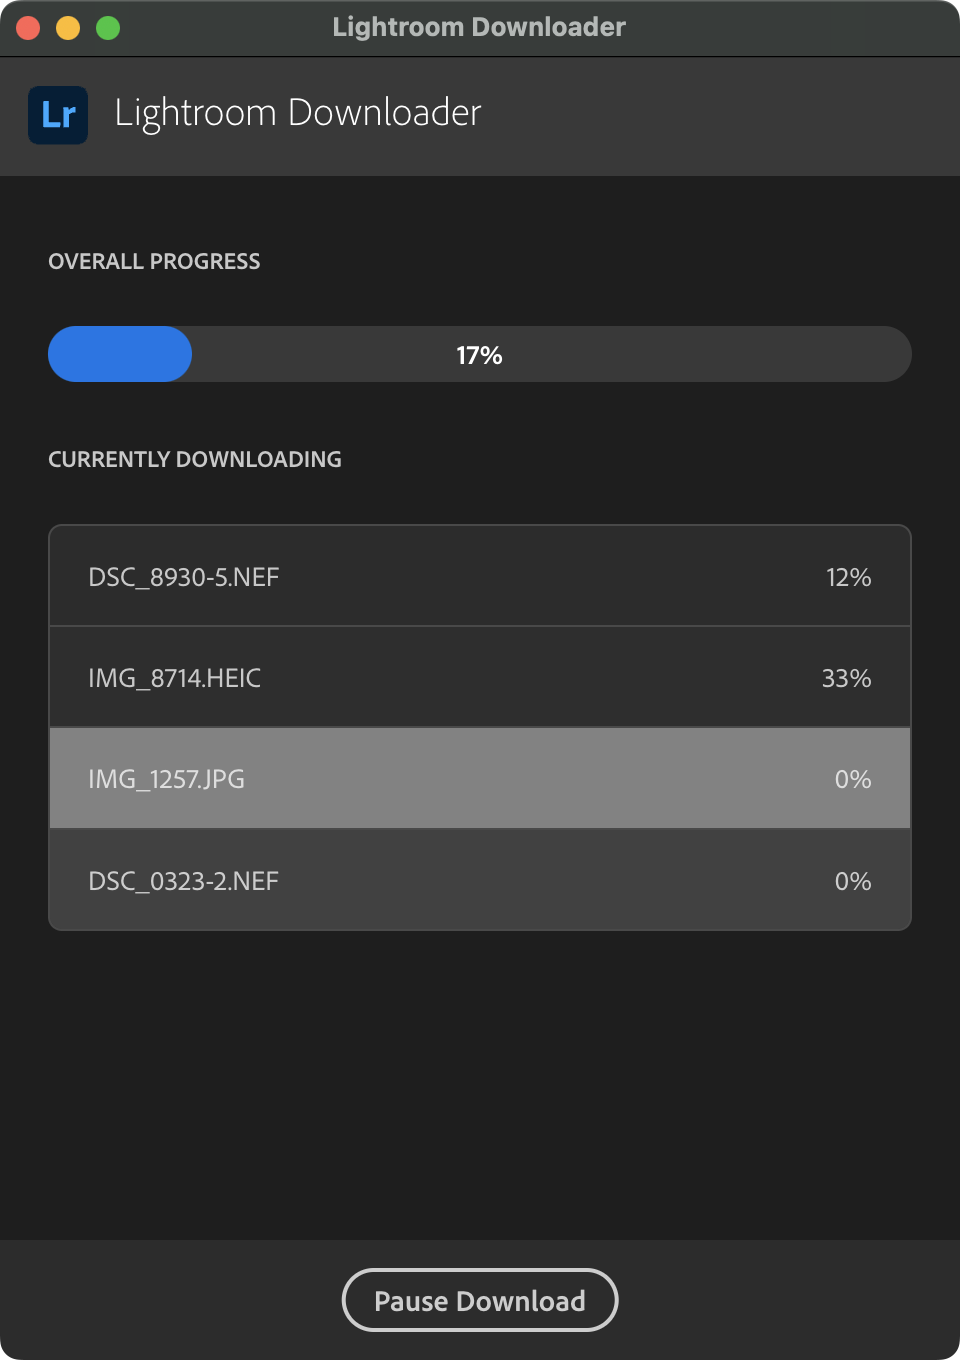 Lightroom Downloader
Lr Lightroom Downloader
OVERALL PROGRESS
17%
CURRENTLY DOWNLOADING
DSC_8930-5.NEF 12%
IMG_8714.HEIC 33%
IMG_1257.JPG 0%
DSC_0323-2.NEF 0%
Pause Download